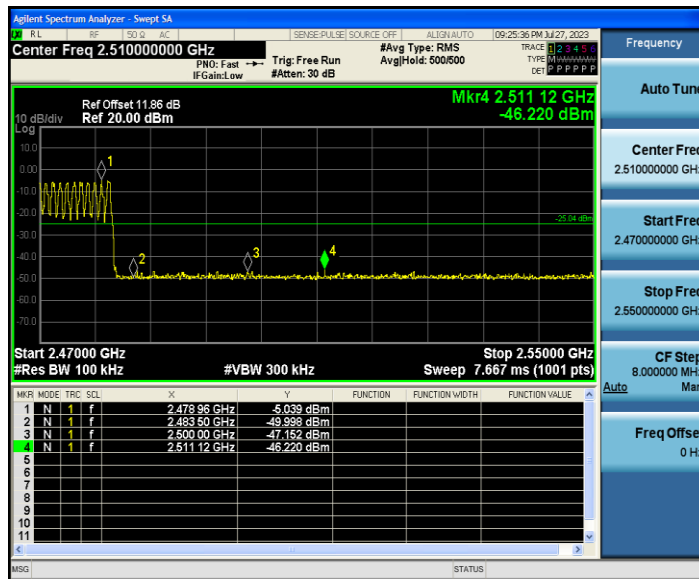 Agilent Spectrum Analyzer - Swept SA
RL RF 50 Ω AC SENSE:PULSE SOURCE OFF ALIGN AUTO 09:25:36 PM Jul 27, 2023
Center Freq 2.510000000 GHz #Avg Type: RMS TRACE 1 2 3 4 5 6
PNO: Fast Trig: Free Run Avg|Hold: 500/500 TYPE M
IFGain:Low #Atten: 30 dB DET P P P P P P
Mkr4 2.511 12 GHz
-46.220 dBm
Ref Offset 11.86 dB
10 dB/div Ref 20.00 dBm
Log
10.0
0.00
-10.0
-20.0
-30.0
-40.0
-50.0
-60.0
-70.0
1
2
3
4
-25.04 dBm
Start 2.47000 GHz Stop 2.55000 GHz
#Res BW 100 kHz #VBW 300 kHz Sweep 7.667 ms (1001 pts)
MKR MODE TRC SCL X Y FUNCTION FUNCTION WIDTH FUNCTION VALUE
1 N 1 f 2.478 96 GHz -5.039 dBm
2 N 1 f 2.483 50 GHz -49.998 dBm
3 N 1 f 2.500 00 GHz -47.152 dBm
4 N 1 f 2.511 12 GHz -46.220 dBm
5
6
7
8
9
10
11
MSG STATUS
Frequency
Auto Tune
Center Freq
2.510000000 GHz
Start Freq
2.470000000 GHz
Stop Freq
2.550000000 GHz
CF Step
8.000000 MHz
Auto Man
Freq Offset
0 Hz